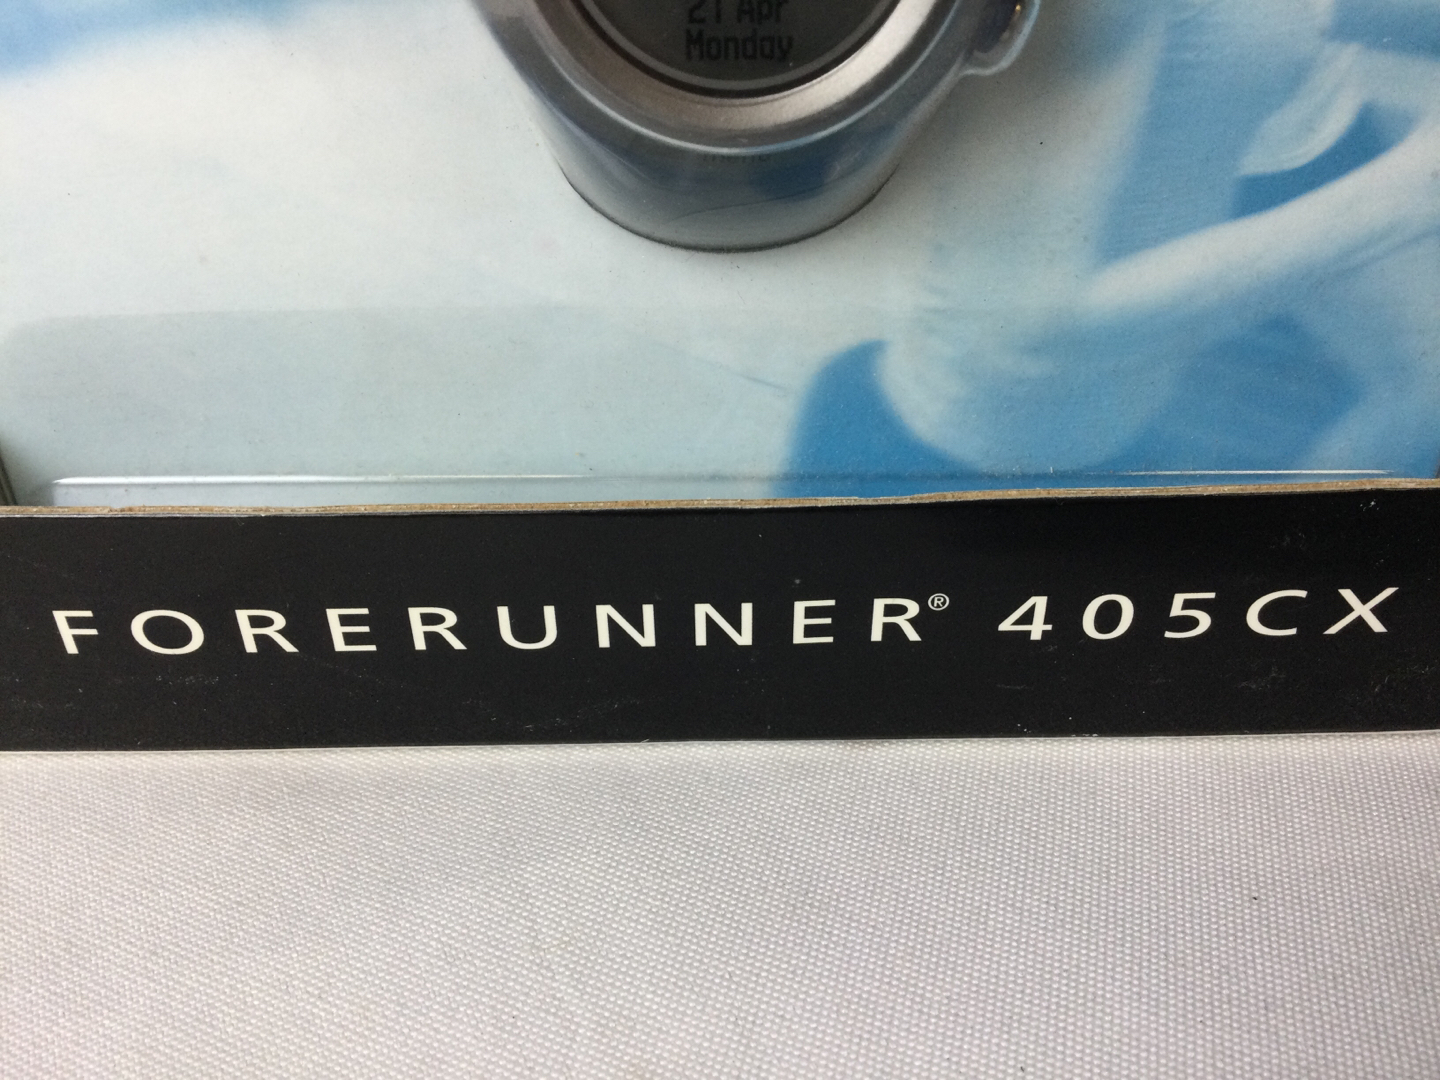 21 Apr
Monday
FORERUNNER® 405CX